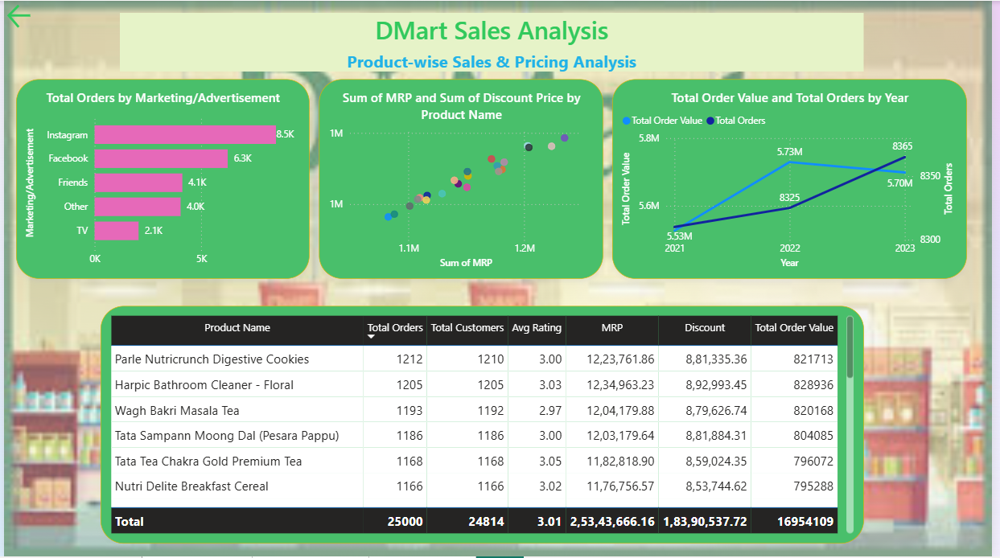 DMart Sales Analysis
Product-wise Sales & Pricing Analysis
Total Orders by Marketing/Advertisement
Marketing/Advertisement
Instagram 8.5K
Facebook 6.3K
Friends 4.1K
Other 4.0K
TV 2.1K
0K 5K
Sum of MRP and Sum of Discount Price by
Product Name
1M
1M
1.1M 1.2M
Sum of MRP
Total Order Value and Total Orders by Year
Total Order Value Total Orders
Total Order Value
5.8M
5.6M
5.73M
8365
8325
5.70M
5.53M
8350
8300
Total Orders
2021 2022 2023
Year
Product Name Total Orders Total Customers Avg Rating MRP Discount Total Order Value
Parle Nutricrunch Digestive Cookies 1212 1210 3.00 12,23,761.86 8,81,335.36 821713
Harpic Bathroom Cleaner - Floral 1205 1205 3.03 12,34,963.23 8,92,993.45 828936
Wagh Bakri Masala Tea 1193 1192 2.97 12,04,179.88 8,79,626.74 820168
Tata Sampann Moong Dal (Pesara Pappu) 1186 1186 3.00 12,03,179.64 8,81,884.31 804085
Tata Tea Chakra Gold Premium Tea 1168 1168 3.05 11,82,818.90 8,59,024.35 796072
Nutri Delite Breakfast Cereal 1166 1166 3.02 11,76,756.57 8,53,744.62 795288
Total 25000 24814 3.01 2,53,43,666.16 1,83,90,537.72 16954109